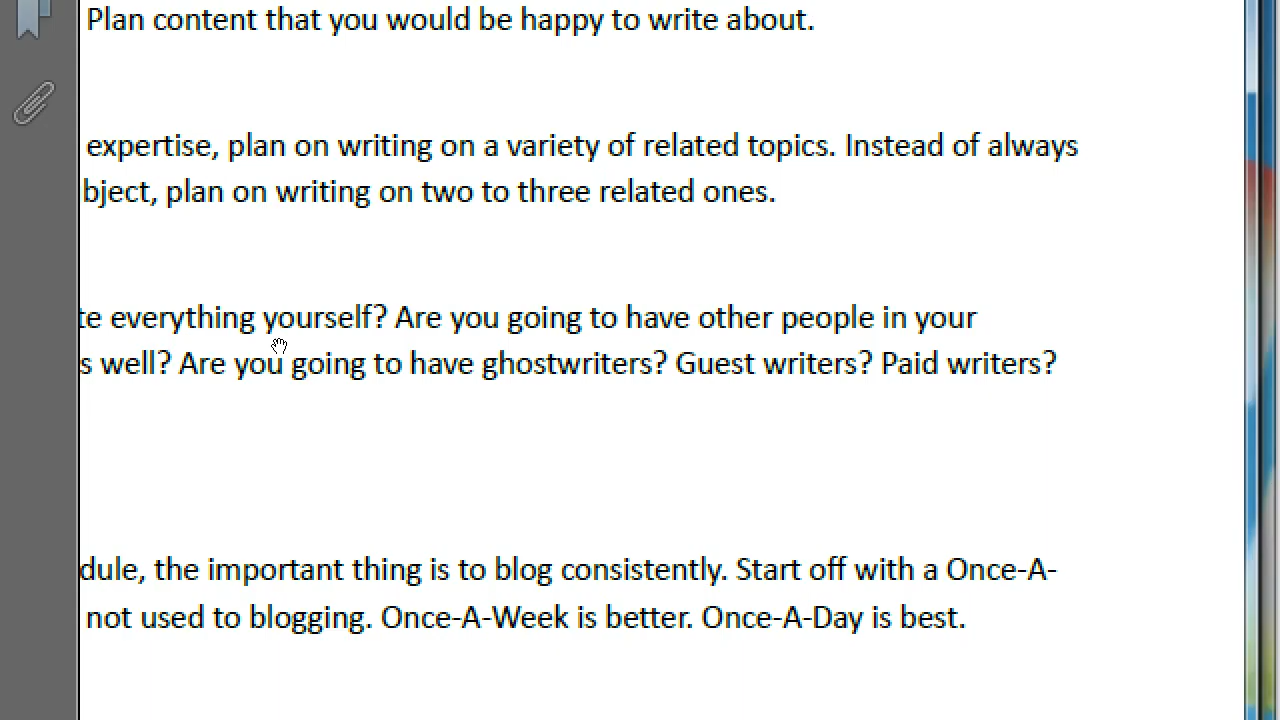 Plan content that you would be happy to write about.
expertise, plan on writing on a variety of related topics. Instead of always
bject, plan on writing on two to three related ones.
te everything yourself? Are you going to have other people in your
s well? Are you going to have ghostwriters? Guest writers? Paid writers?
dule, the important thing is to blog consistently. Start off with a Once-A-
not used to blogging. Once-A-Week is better. Once-A-Day is best.